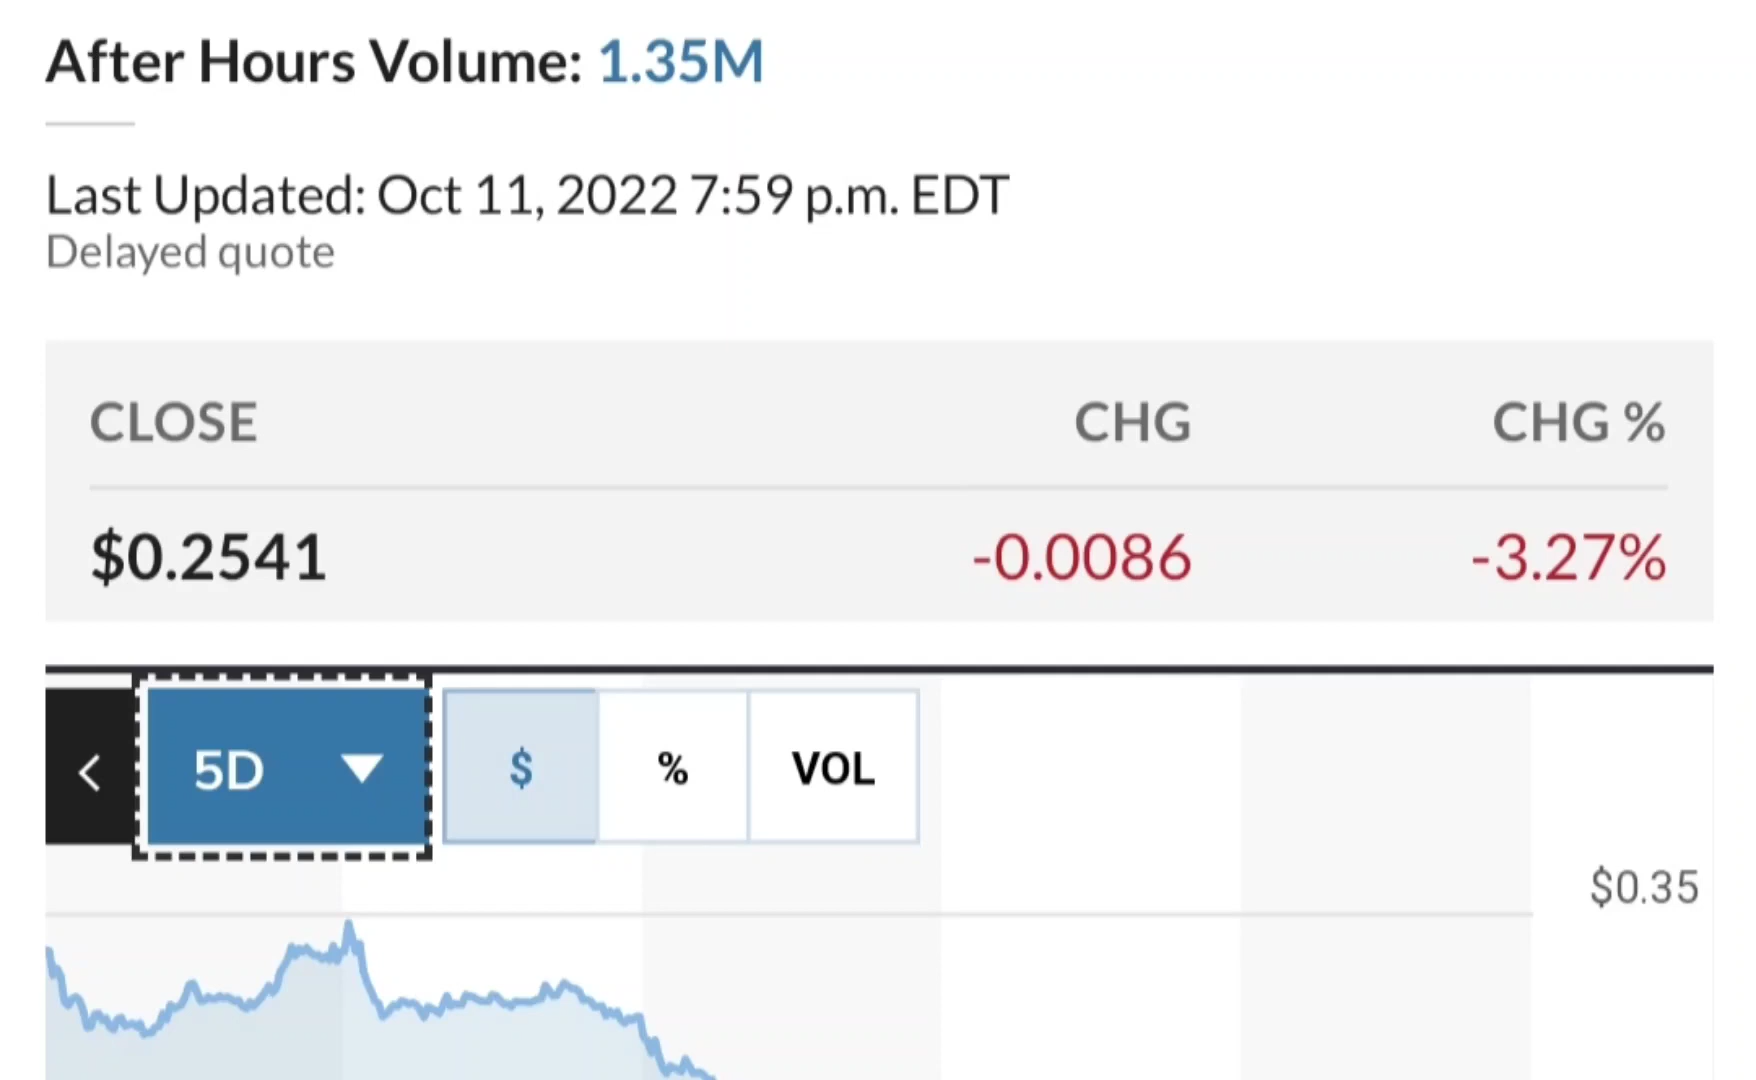 After Hours Volume: 1.35M
Last Updated: Oct 11, 2022 7:59 p.m. EDT
Delayed quote
CLOSE CHG CHG %
$0.2541 -0.0086 -3.27%
5D $ % VOL
$0.35